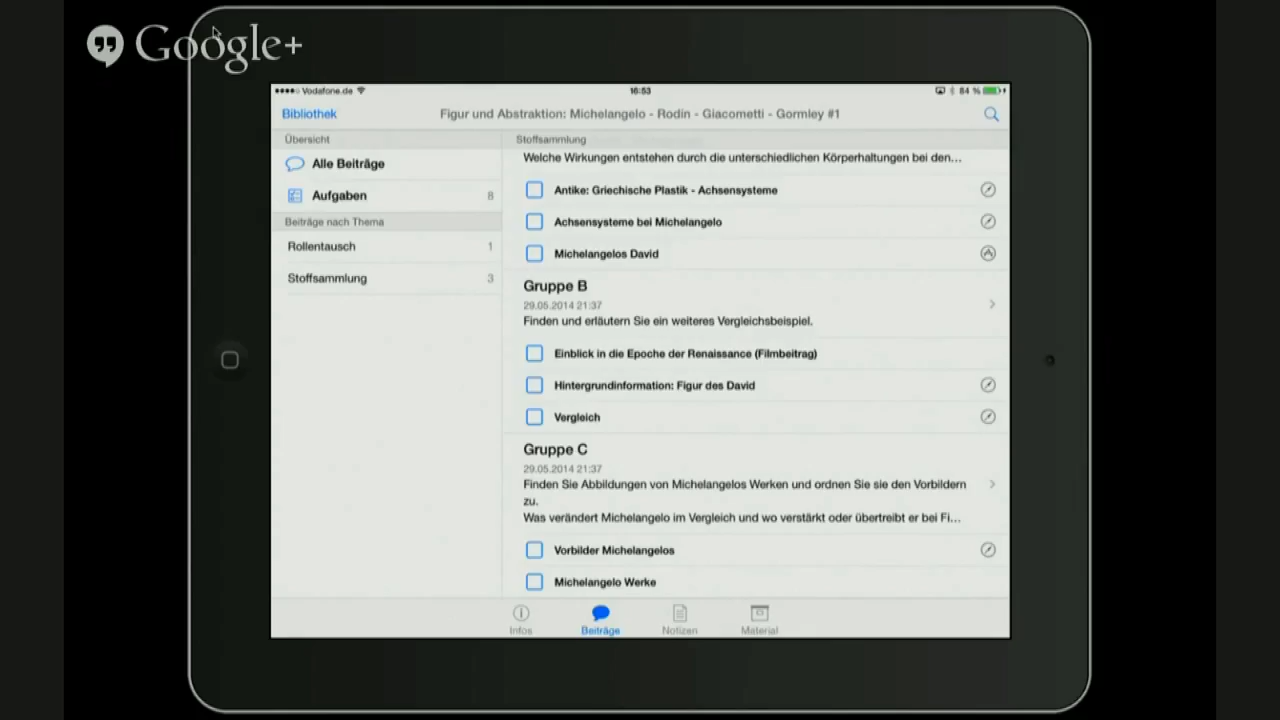 Google+
Vodafone.de
16:53
84 %
Bibliothek
Figur und Abstraktion: Michelangelo - Rodin - Giacometti - Gormley #1
Übersicht
Alle Beiträge
Aufgaben 8
Beiträge nach Thema
Rollentausch 1
Stoffsammlung 3
Stoffsammlung
Welche Wirkungen entstehen durch die unterschiedlichen Körperhaltungen bei den...
Antike: Griechische Plastik - Achsensysteme
Achsensysteme bei Michelangelo
Michelangelos David
Gruppe B
29.05.2014 21:37
Finden und erläutern Sie ein weiteres Vergleichsbeispiel.
Einblick in die Epoche der Renaissance (Filmbeitrag)
Hintergrundinformation: Figur des David
Vergleich
Gruppe C
29.05.2014 21:37
Finden Sie Abbildungen von Michelangelos Werken und ordnen Sie sie den Vorbildern
zu.
Was verändert Michelangelo im Vergleich und wo verstärkt oder übertreibt er bei Fi...
Vorbilder Michelangelos
Michelangelo Werke
Infos
Beiträge
Notizen
Material